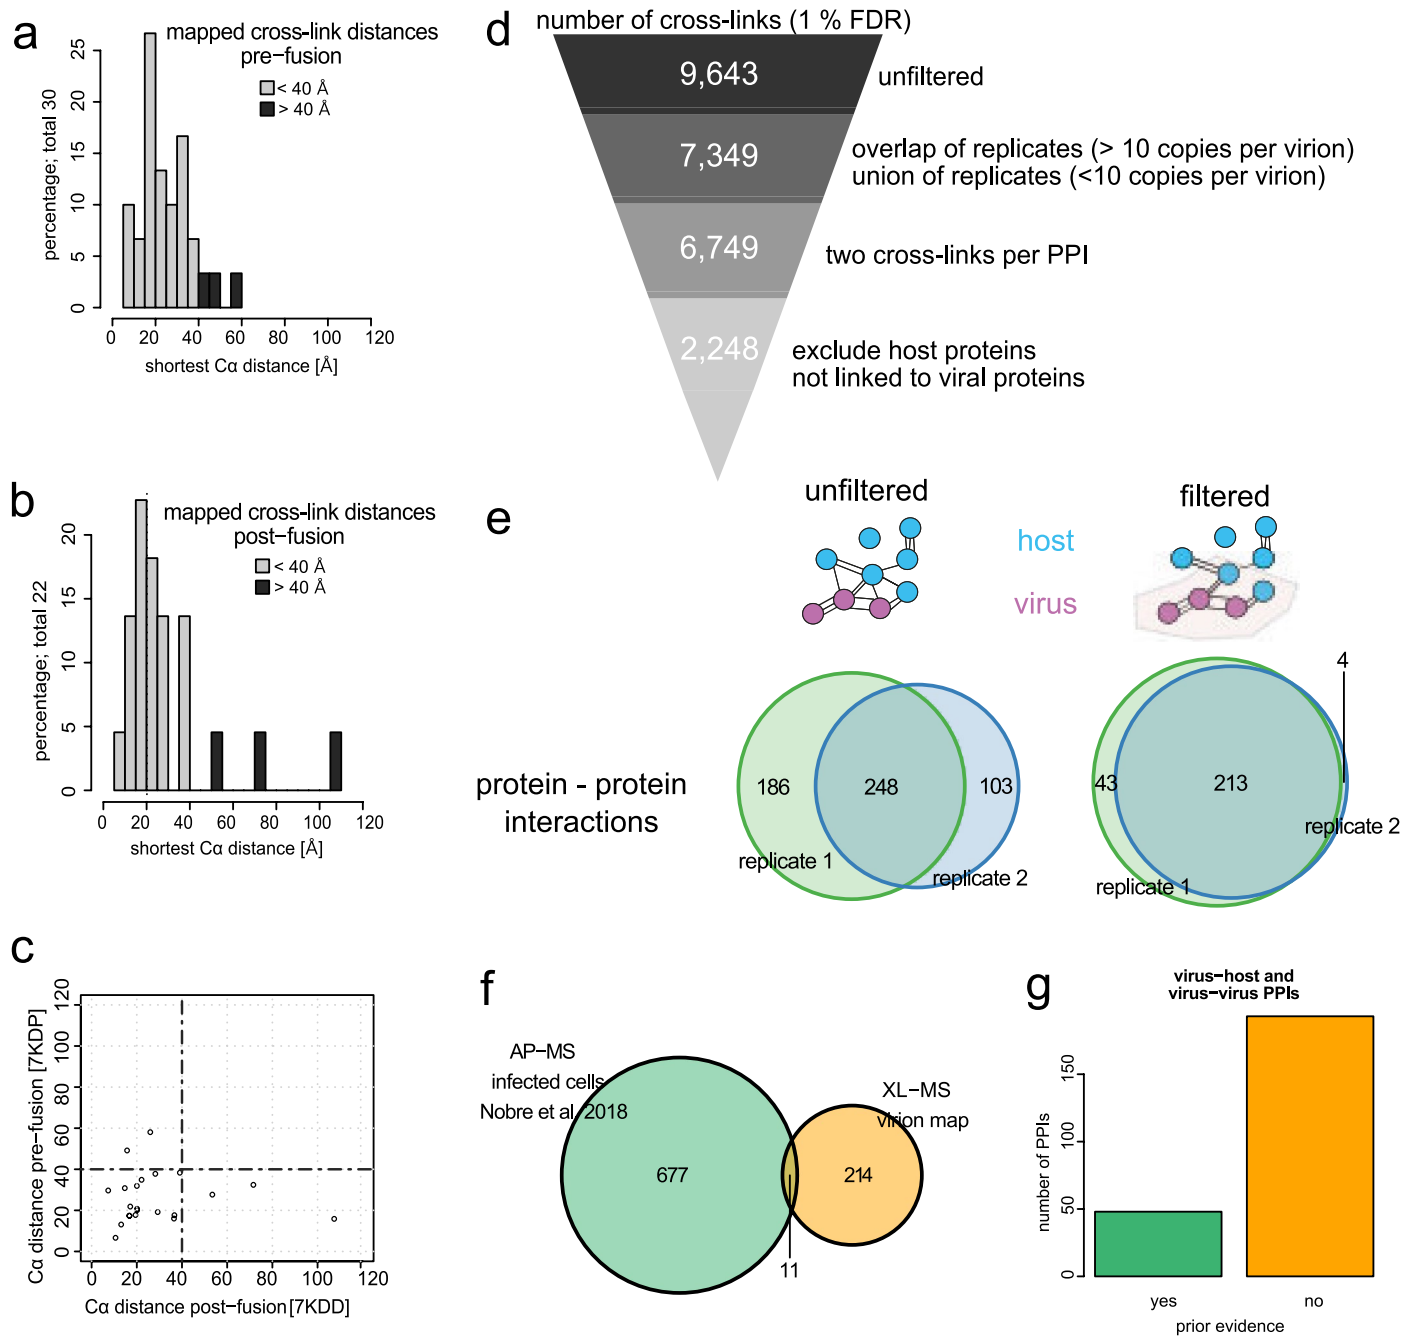 a
mapped cross-link distances
pre-fusion
< 40 Å
> 40 Å
percentage; total 30
0
5
10
15
20
25
0
20
40
60
80
100
120
shortest Cα distance [Å]
b
mapped cross-link distances
post-fusion
< 40 Å
> 40 Å
percentage; total 22
0
5
10
15
20
0
20
40
60
80
100
120
shortest Cα distance [Å]
c
Cα distance pre-fusion [7KDP]
0
20
40
60
80
100
120
0
20
40
60
80
100
120
Cα distance post-fusion [7KDD]
d
number of cross-links (1 % FDR)
9,643
unfiltered
7,349
overlap of replicates (> 10 copies per virion)
union of replicates (<10 copies per virion)
6,749
two cross-links per PPI
2,248
exclude host proteins
not linked to viral proteins
e
unfiltered
filtered
host
virus
protein - protein
interactions
186
248
103
replicate 1
replicate 2
4
43
213
replicate 2
replicate 1
f
AP-MS
infected cells
Nobre et al. 2018
XL-MS
virion map
677
214
11
g
virus-host and
virus-virus PPIs
number of PPIs
0
50
100
150
yes
no
prior evidence